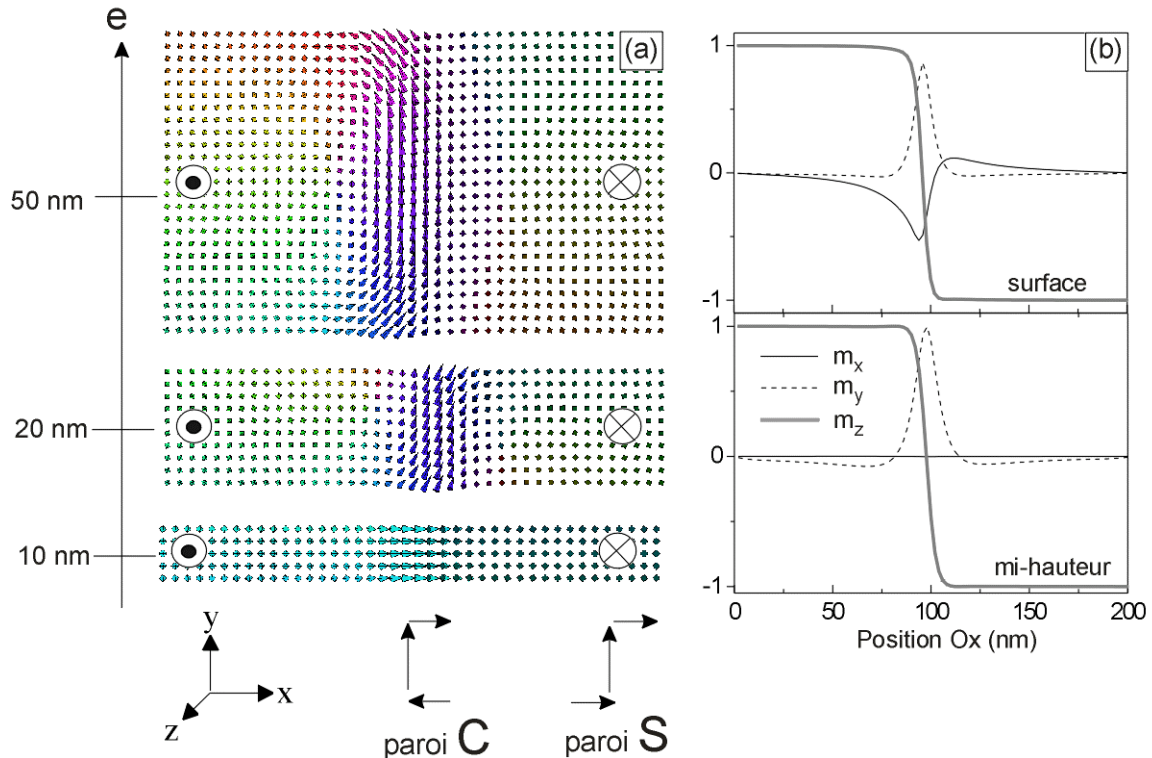 e
(a)
50 nm
20 nm
10 nm
y
x
z
paroi C
paroi S
(b)
1
0
-1
surface
1
0
-1
mx
my
mz
mi-hauteur
0
50
100
150
200
Position Ox (nm)